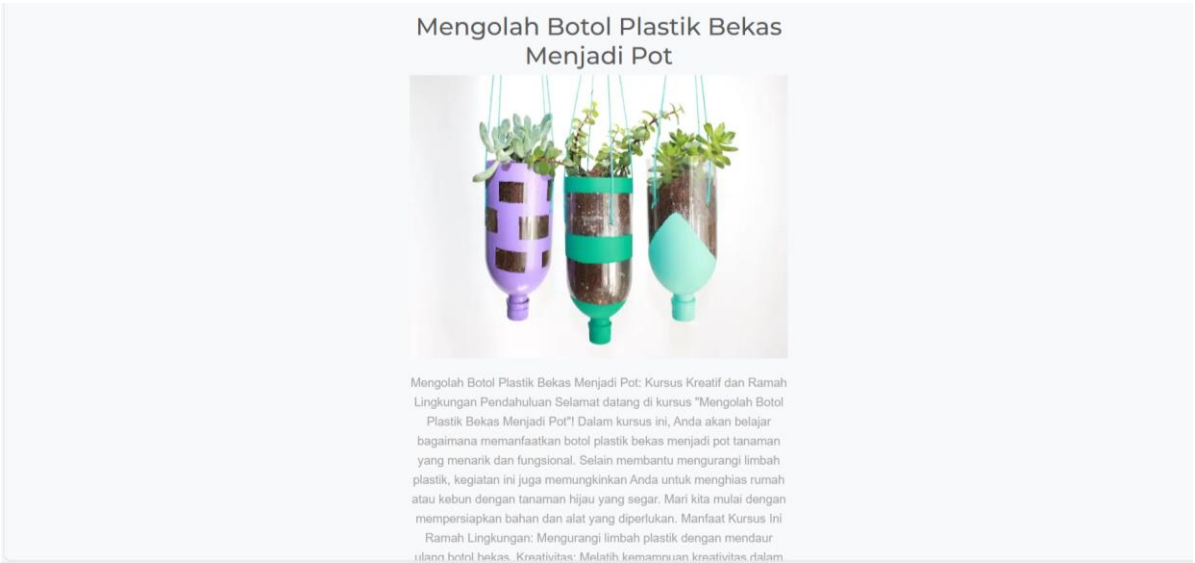 Mengolah Botol Plastik Bekas
Menjadi Pot
Mengolah Botol Plastik Bekas Menjadi Pot: Kursus Kreatif dan Ramah
Lingkungan Pendahuluan Selamat datang di kursus "Mengolah Botol
Plastik Bekas Menjadi Pot"! Dalam kursus ini, Anda akan belajar
bagaimana memanfaatkan botol plastik bekas menjadi pot tanaman
yang menarik dan fungsional. Selain membantu mengurangi limbah
plastik, kegiatan ini juga memungkinkan Anda untuk menghias rumah
atau kebun dengan tanaman hijau yang segar. Mari kita mulai dengan
mempersiapkan bahan dan alat yang diperlukan. Manfaat Kursus Ini
Ramah Lingkungan: Mengurangi limbah plastik dengan mendaur
ulang botol bekas. Kreativitas: Melatih kemampuan kreativitas dalam